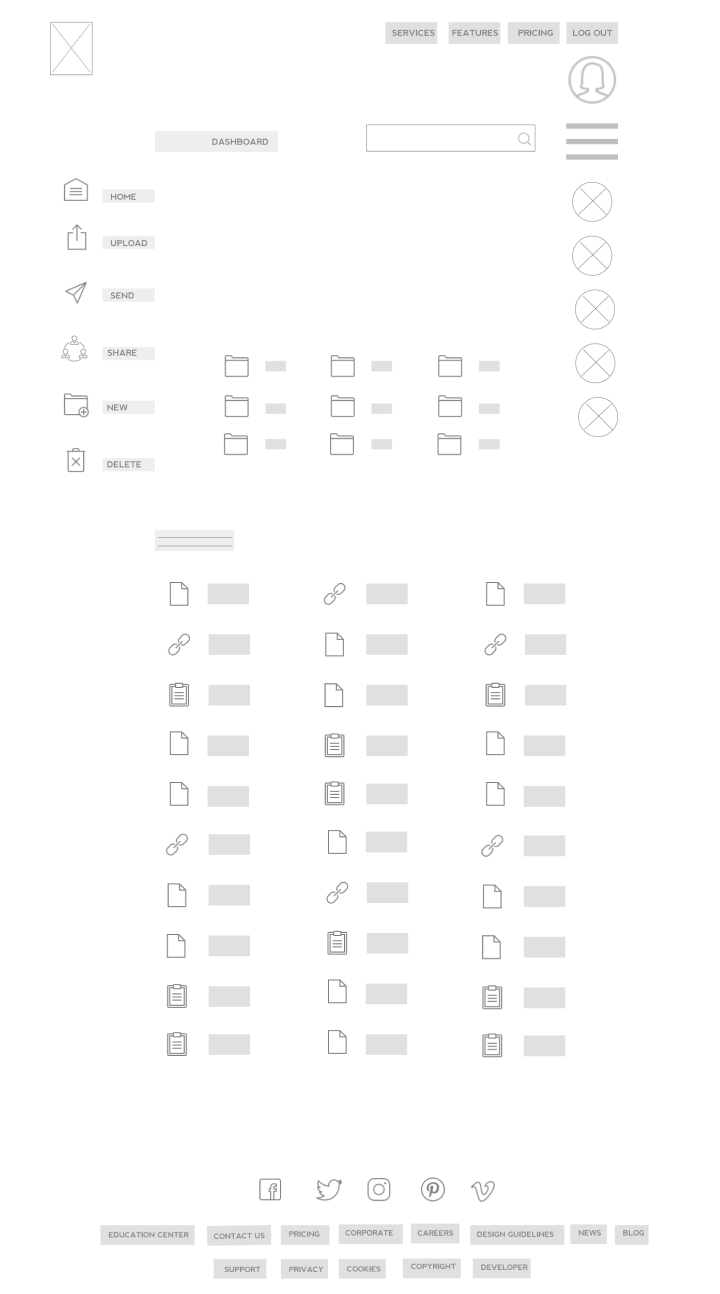 SERVICES FEATURES PRICING LOG OUT
DASHBOARD
HOME
UPLOAD
SEND
SHARE
NEW
DELETE
EDUCATION CENTER CONTACT US PRICING CORPORATE CAREERS DESIGN GUIDELINES NEWS BLOG
SUPPORT PRIVACY COOKIES COPYRIGHT DEVELOPER